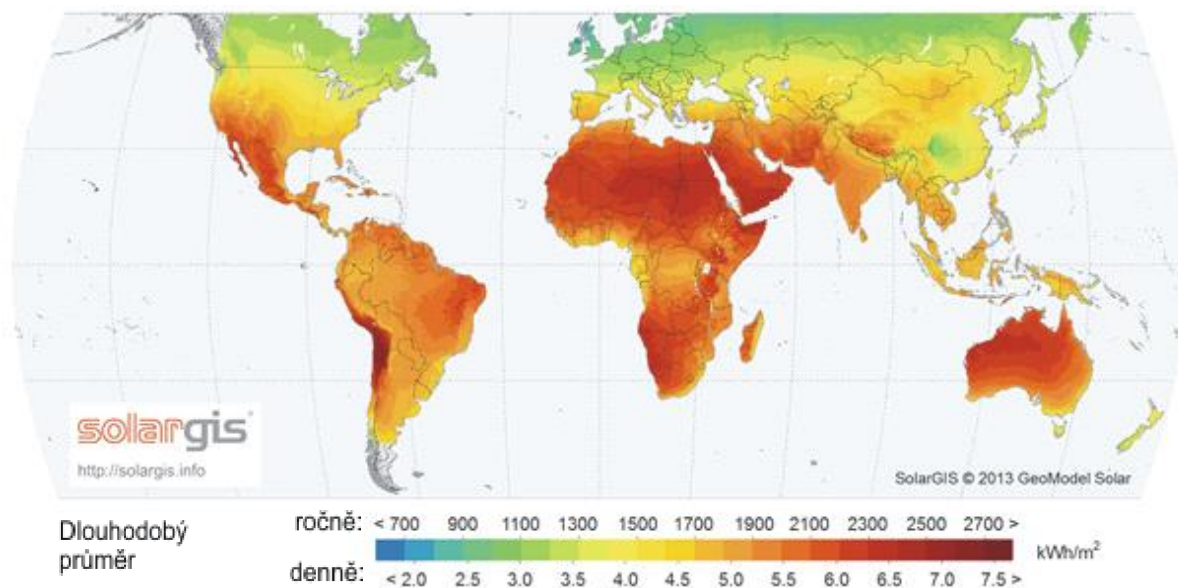 solargis
http://solargis.info
SolarGIS © 2013 GeoModel Solar
Dlouhodobý
průměr
ročně: < 700 900 1100 1300 1500 1700 1900 2100 2300 2500 2700 >
kWh/m²
denně: < 2.0 2.5 3.0 3.5 4.0 4.5 5.0 5.5 6.0 6.5 7.0 7.5 >